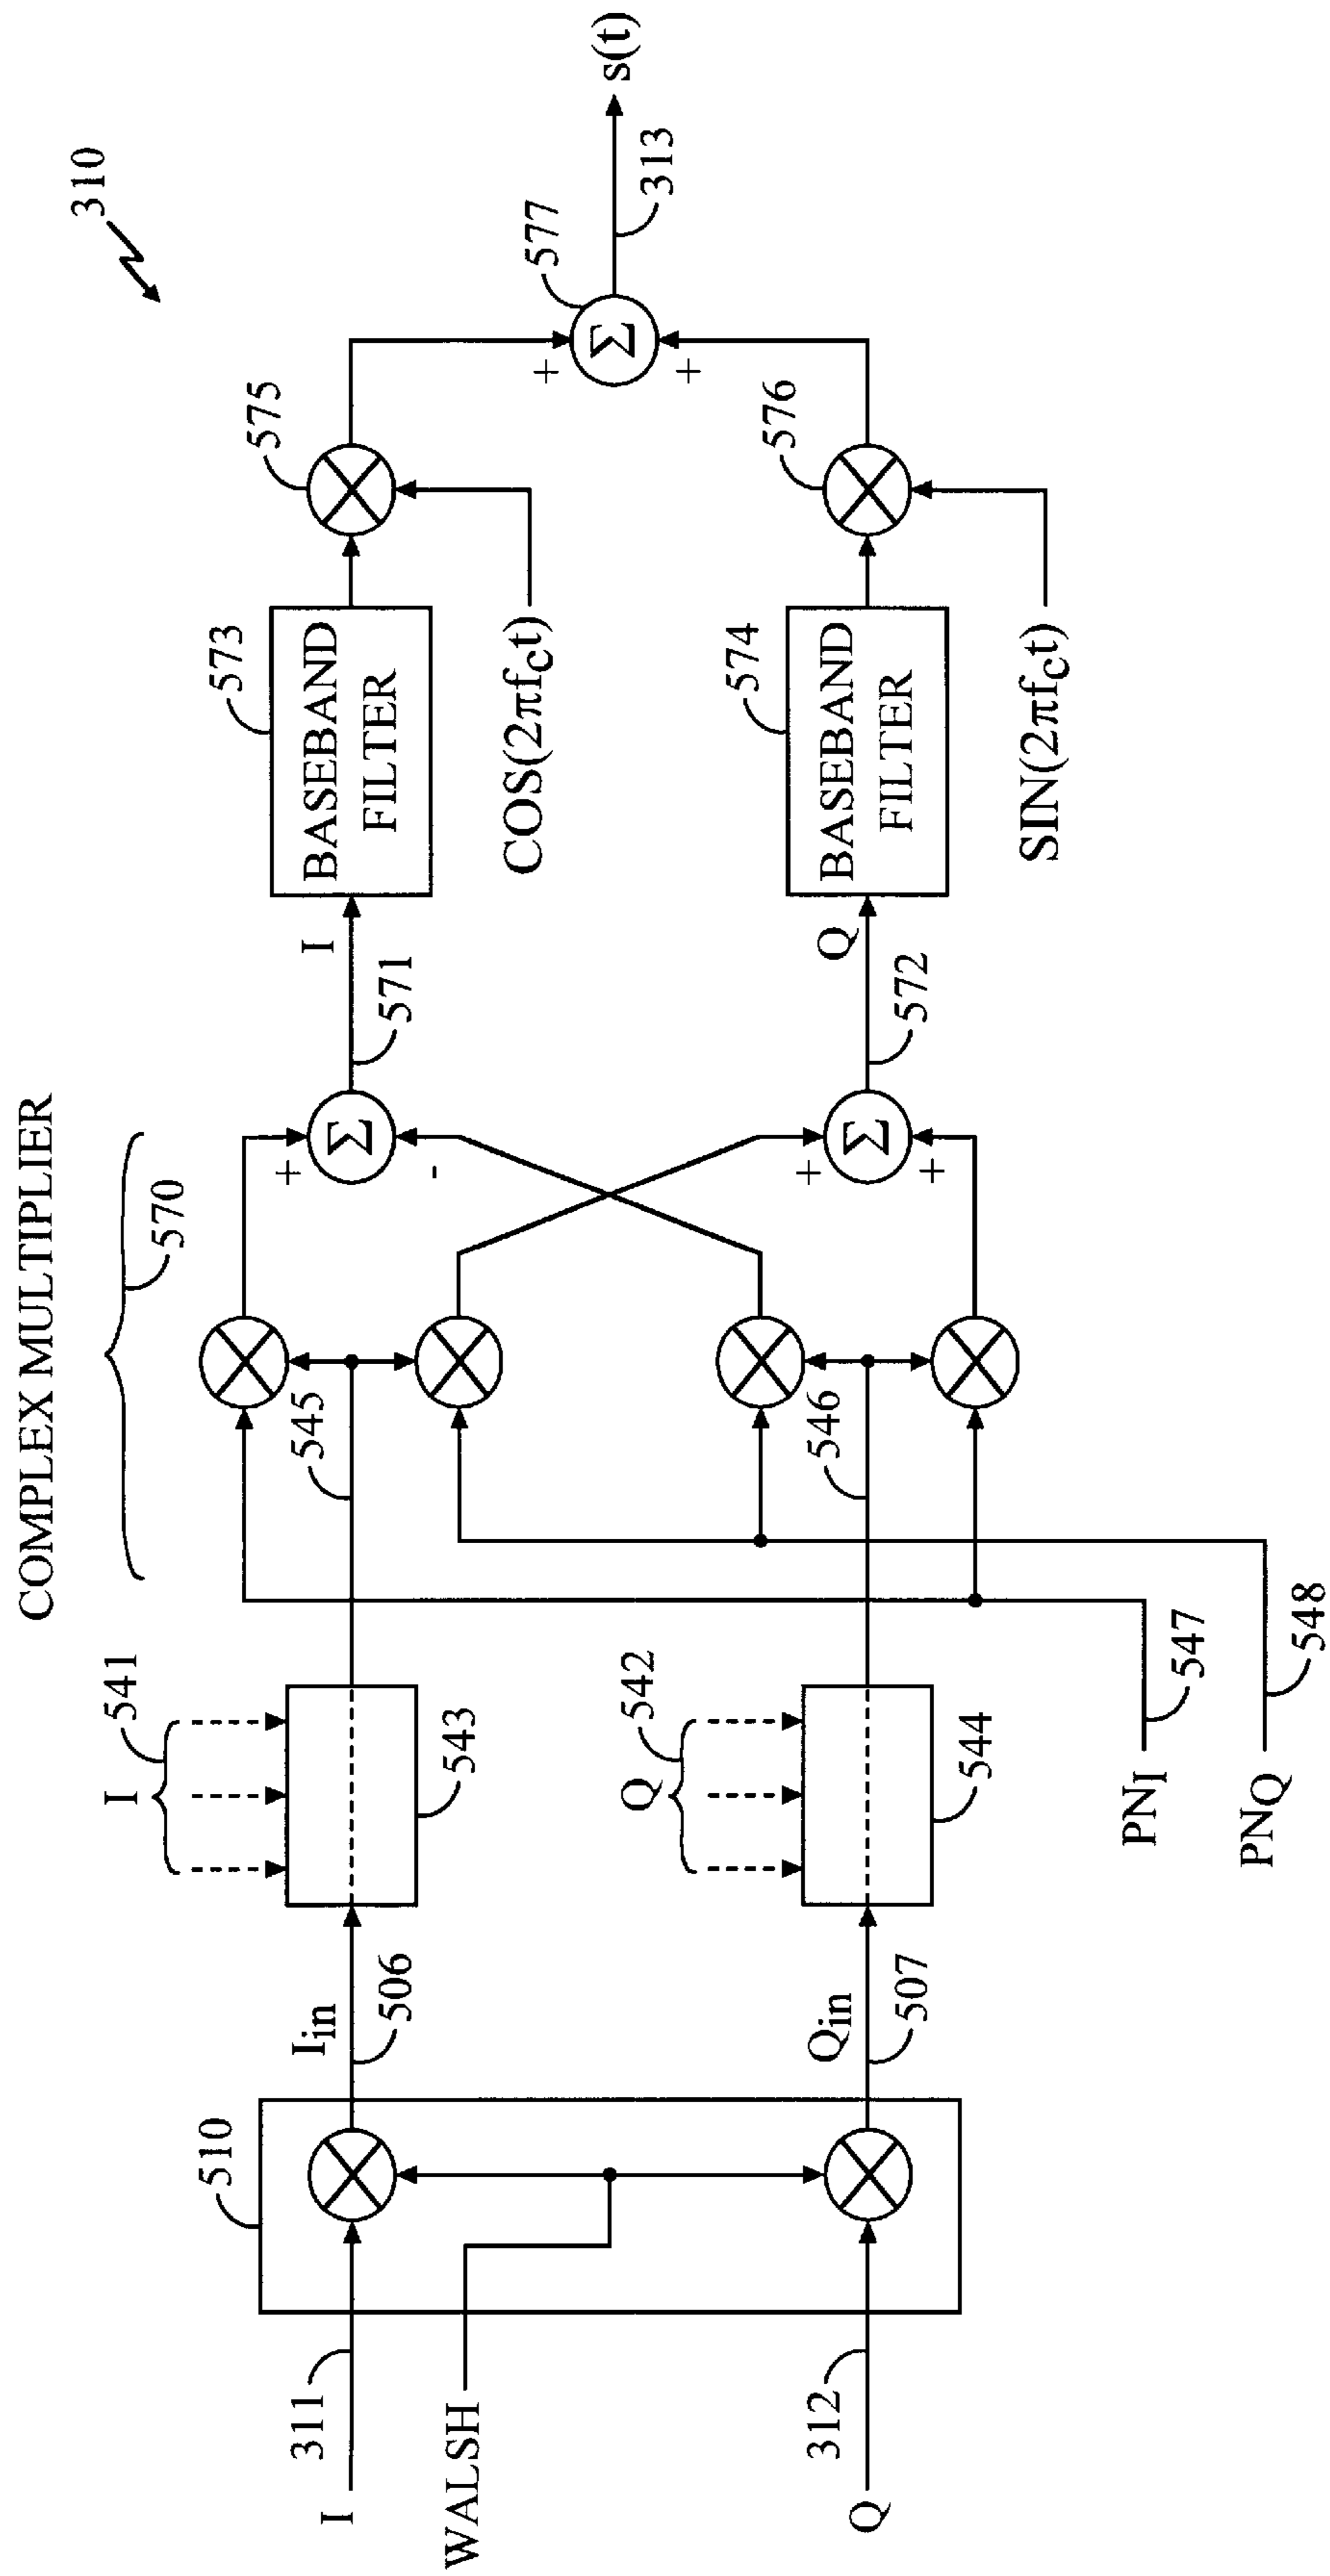 310
COMPLEX MULTIPLIER
570
I
311
WALSH
Q
312
510
Iin
506
Qin
507
I
541
543
Q
542
544
PNI
547
PNQ
548
545
546
+
Σ
-
+
Σ
+
I
571
Q
572
573
BASEBAND
FILTER
574
BASEBAND
FILTER
COS(2πfct)
SIN(2πfct)
575
576
+
Σ
+
577
313
s(t)